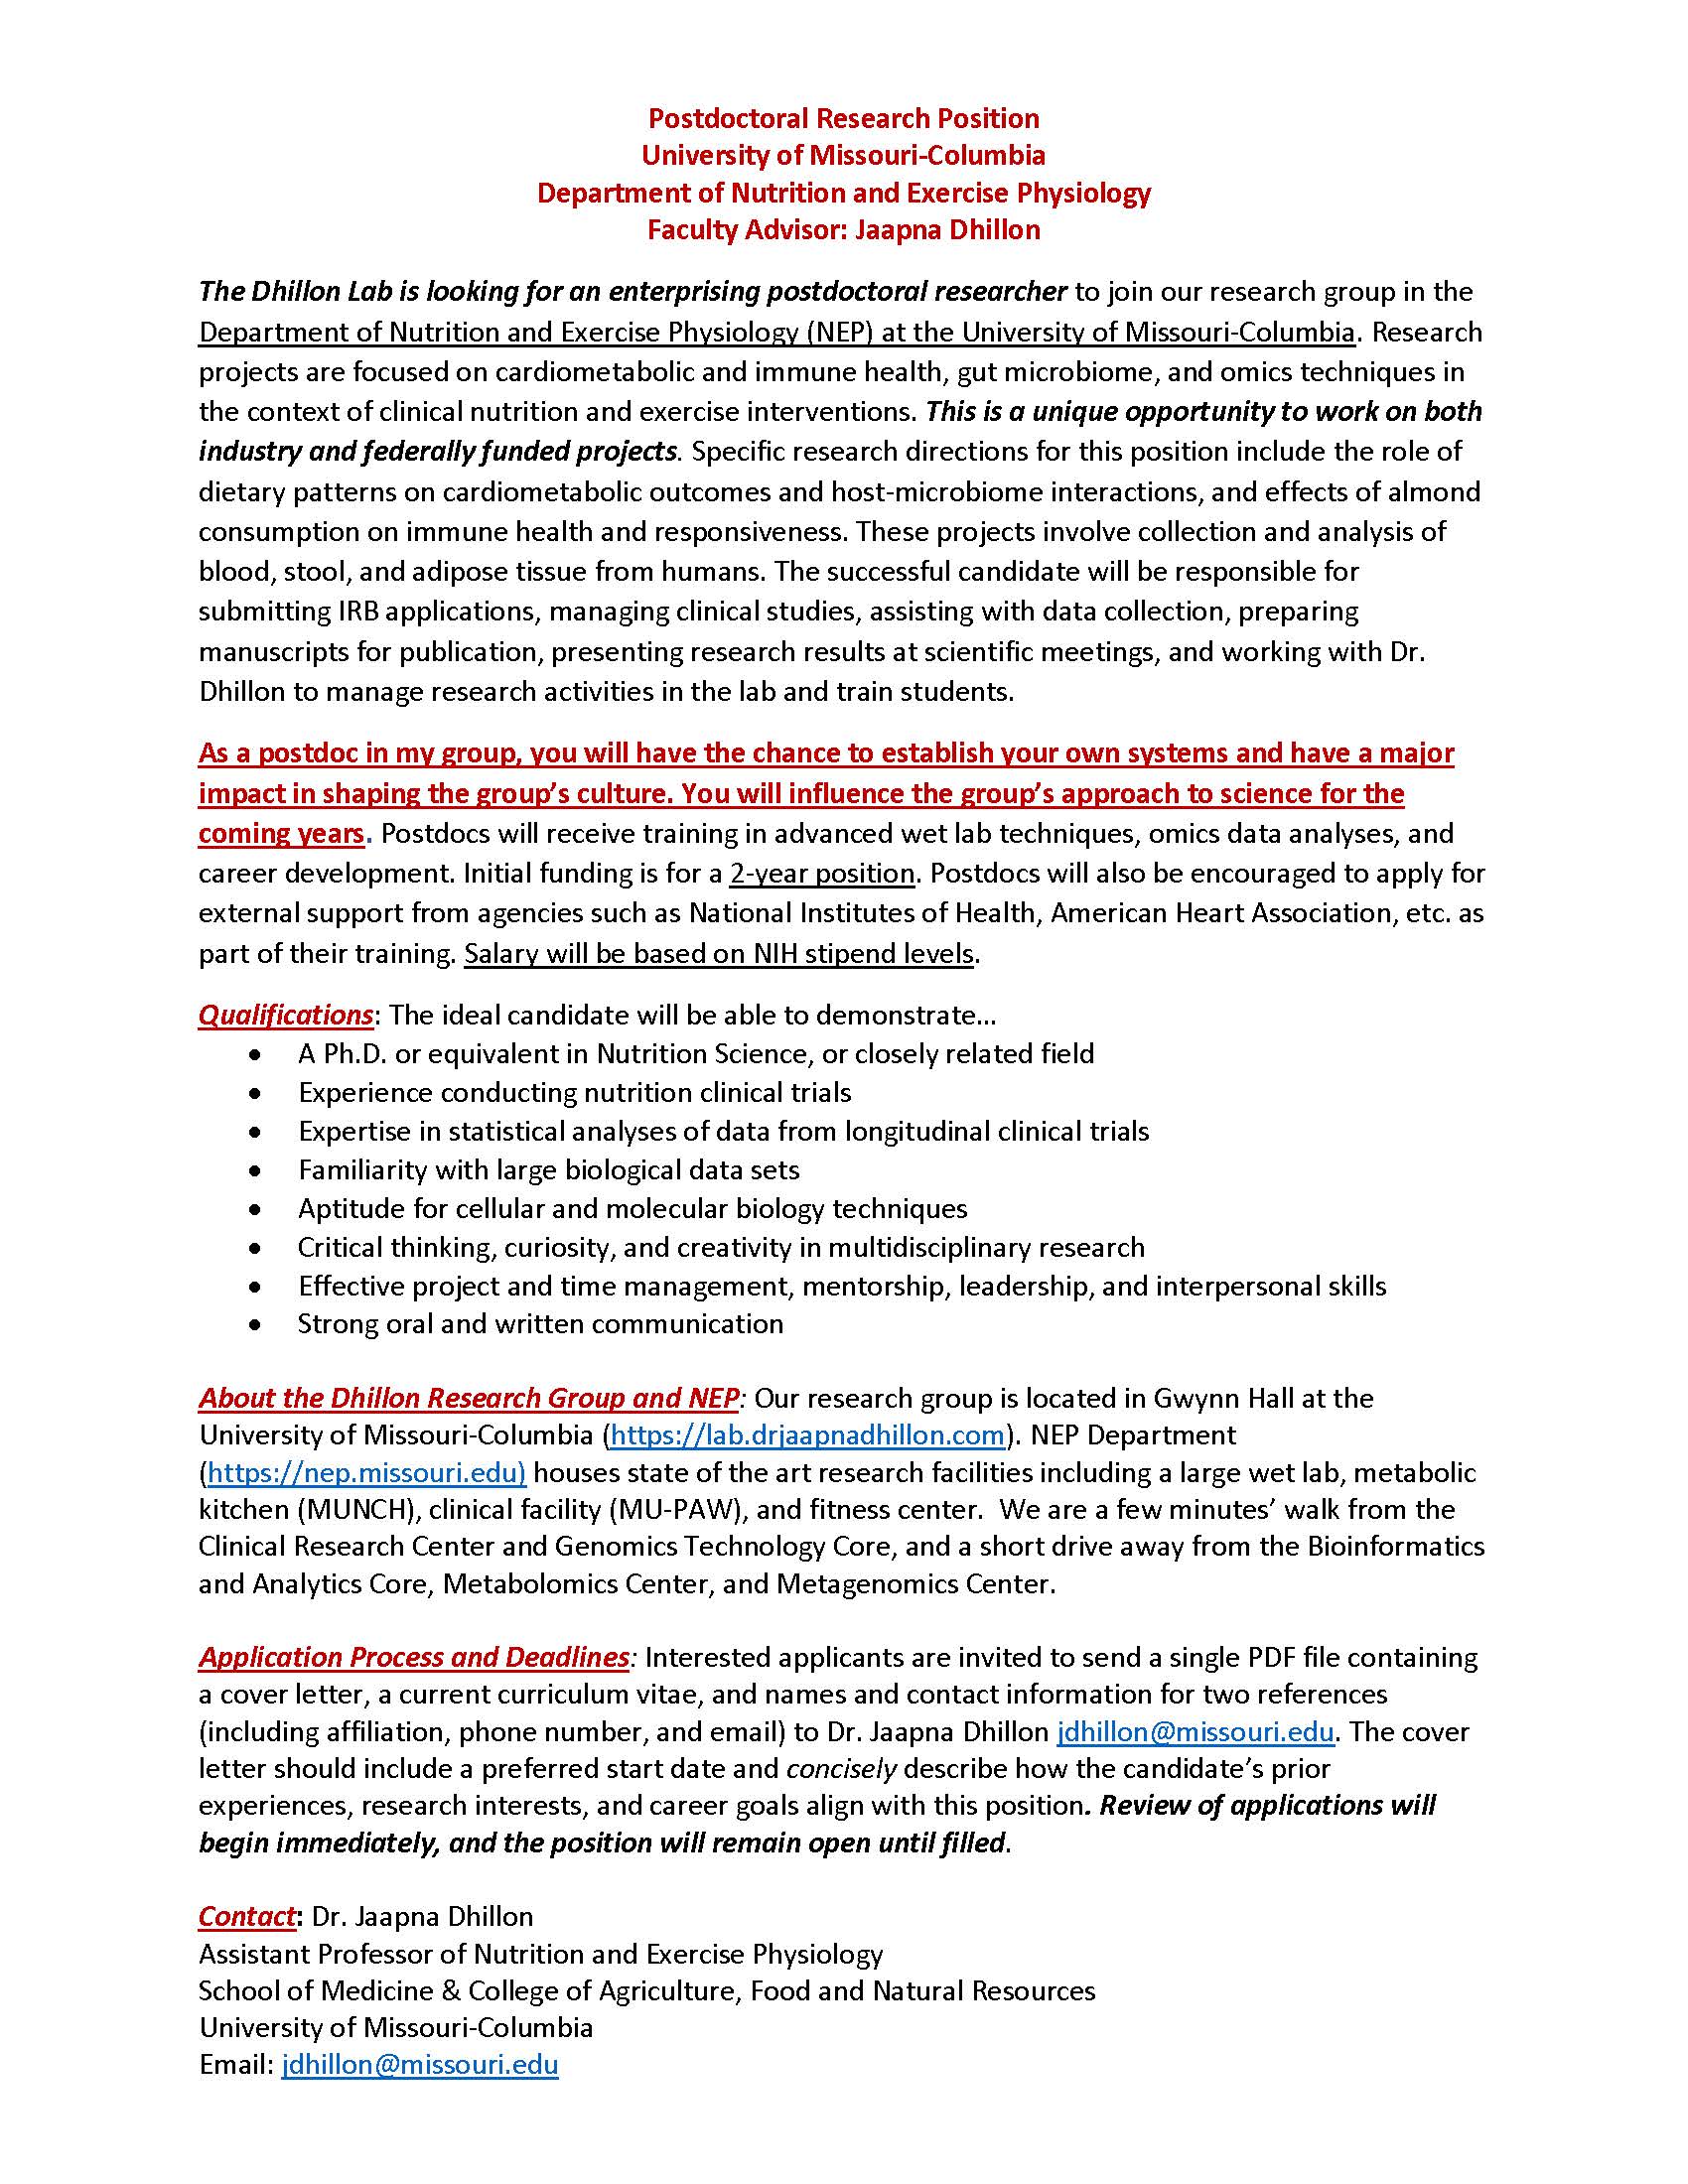 Postdoctoral Research Position
University of Missouri-Columbia
Department of Nutrition and Exercise Physiology
Faculty Advisor: Jaapna Dhillon
The Dhillon Lab is looking for an enterprising postdoctoral researcher to join our research group in the
Department of Nutrition and Exercise Physiology (NEP) at the University of Missouri-Columbia. Research
projects are focused on cardiometabolic and immune health, gut microbiome, and omics techniques in
the context of clinical nutrition and exercise interventions. This is a unique opportunity to work on both
industry and federally funded projects. Specific research directions for this position include the role of
dietary patterns on cardiometabolic outcomes and host-microbiome interactions, and effects of almond
consumption on immune health and responsiveness. These projects involve collection and analysis of
blood, stool, and adipose tissue from humans. The successful candidate will be responsible for
submitting IRB applications, managing clinical studies, assisting with data collection, preparing
manuscripts for publication, presenting research results at scientific meetings, and working with Dr.
Dhillon to manage research activities in the lab and train students.
As a postdoc in my group, you will have the chance to establish your own systems and have a major
impact in shaping the group’s culture. You will influence the group’s approach to science for the
coming years. Postdocs will receive training in advanced wet lab techniques, omics data analyses, and
career development. Initial funding is for a 2-year position. Postdocs will also be encouraged to apply for
external support from agencies such as National Institutes of Health, American Heart Association, etc. as
part of their training. Salary will be based on NIH stipend levels.
Qualifications: The ideal candidate will be able to demonstrate…
• A Ph.D. or equivalent in Nutrition Science, or closely related field
• Experience conducting nutrition clinical trials
• Expertise in statistical analyses of data from longitudinal clinical trials
• Familiarity with large biological data sets
• Aptitude for cellular and molecular biology techniques
• Critical thinking, curiosity, and creativity in multidisciplinary research
• Effective project and time management, mentorship, leadership, and interpersonal skills
• Strong oral and written communication
About the Dhillon Research Group and NEP: Our research group is located in Gwynn Hall at the
University of Missouri-Columbia (https://lab.drjaapnadhillon.com). NEP Department
(https://nep.missouri.edu) houses state of the art research facilities including a large wet lab, metabolic
kitchen (MUNCH), clinical facility (MU-PAW), and fitness center. We are a few minutes’ walk from the
Clinical Research Center and Genomics Technology Core, and a short drive away from the Bioinformatics
and Analytics Core, Metabolomics Center, and Metagenomics Center.
Application Process and Deadlines: Interested applicants are invited to send a single PDF file containing
a cover letter, a current curriculum vitae, and names and contact information for two references
(including affiliation, phone number, and email) to Dr. Jaapna Dhillon jdhillon@missouri.edu. The cover
letter should include a preferred start date and concisely describe how the candidate’s prior
experiences, research interests, and career goals align with this position. Review of applications will
begin immediately, and the position will remain open until filled.
Contact: Dr. Jaapna Dhillon
Assistant Professor of Nutrition and Exercise Physiology
School of Medicine & College of Agriculture, Food and Natural Resources
University of Missouri-Columbia
Email: jdhillon@missouri.edu